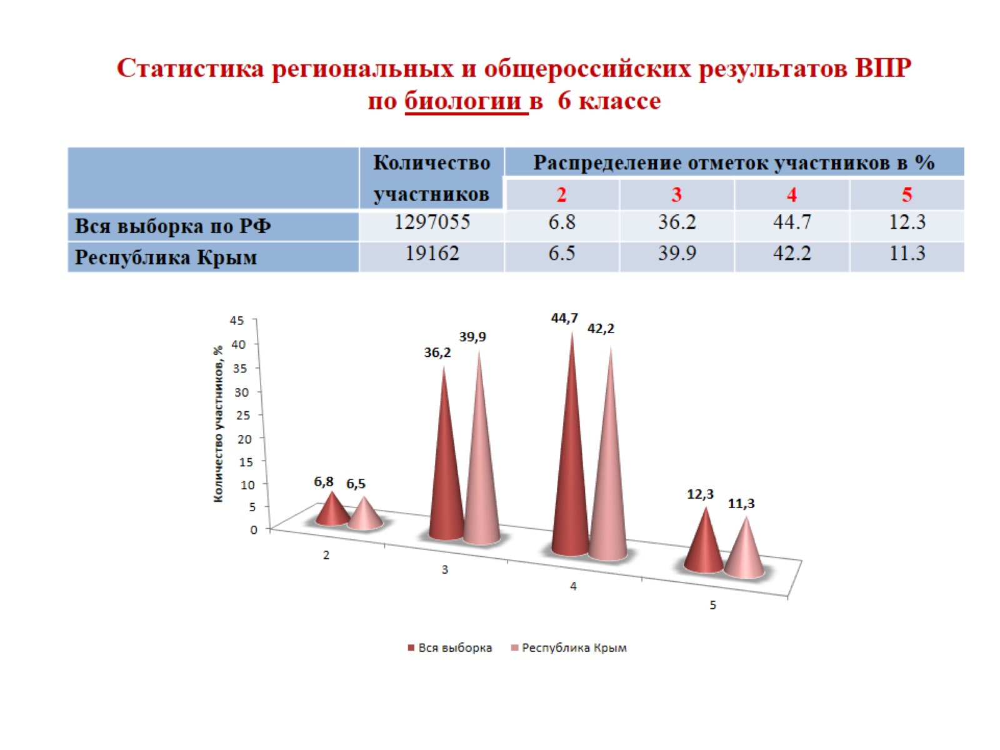 Статистика региональных и общероссийских результатов ВПР
по биологии в 6 классе
Количество участников
Распределение отметок участников в %
2 3 4 5
Вся выборка по РФ 1297055 6.8 36.2 44.7 12.3
Республика Крым 19162 6.5 39.9 42.2 11.3
Количество участников, %
45
40
35
30
25
20
15
10
5
0
6,8 6,5
36,2 39,9
44,7 42,2
12,3 11,3
2
3
4
5
Вся выборка Республика Крым